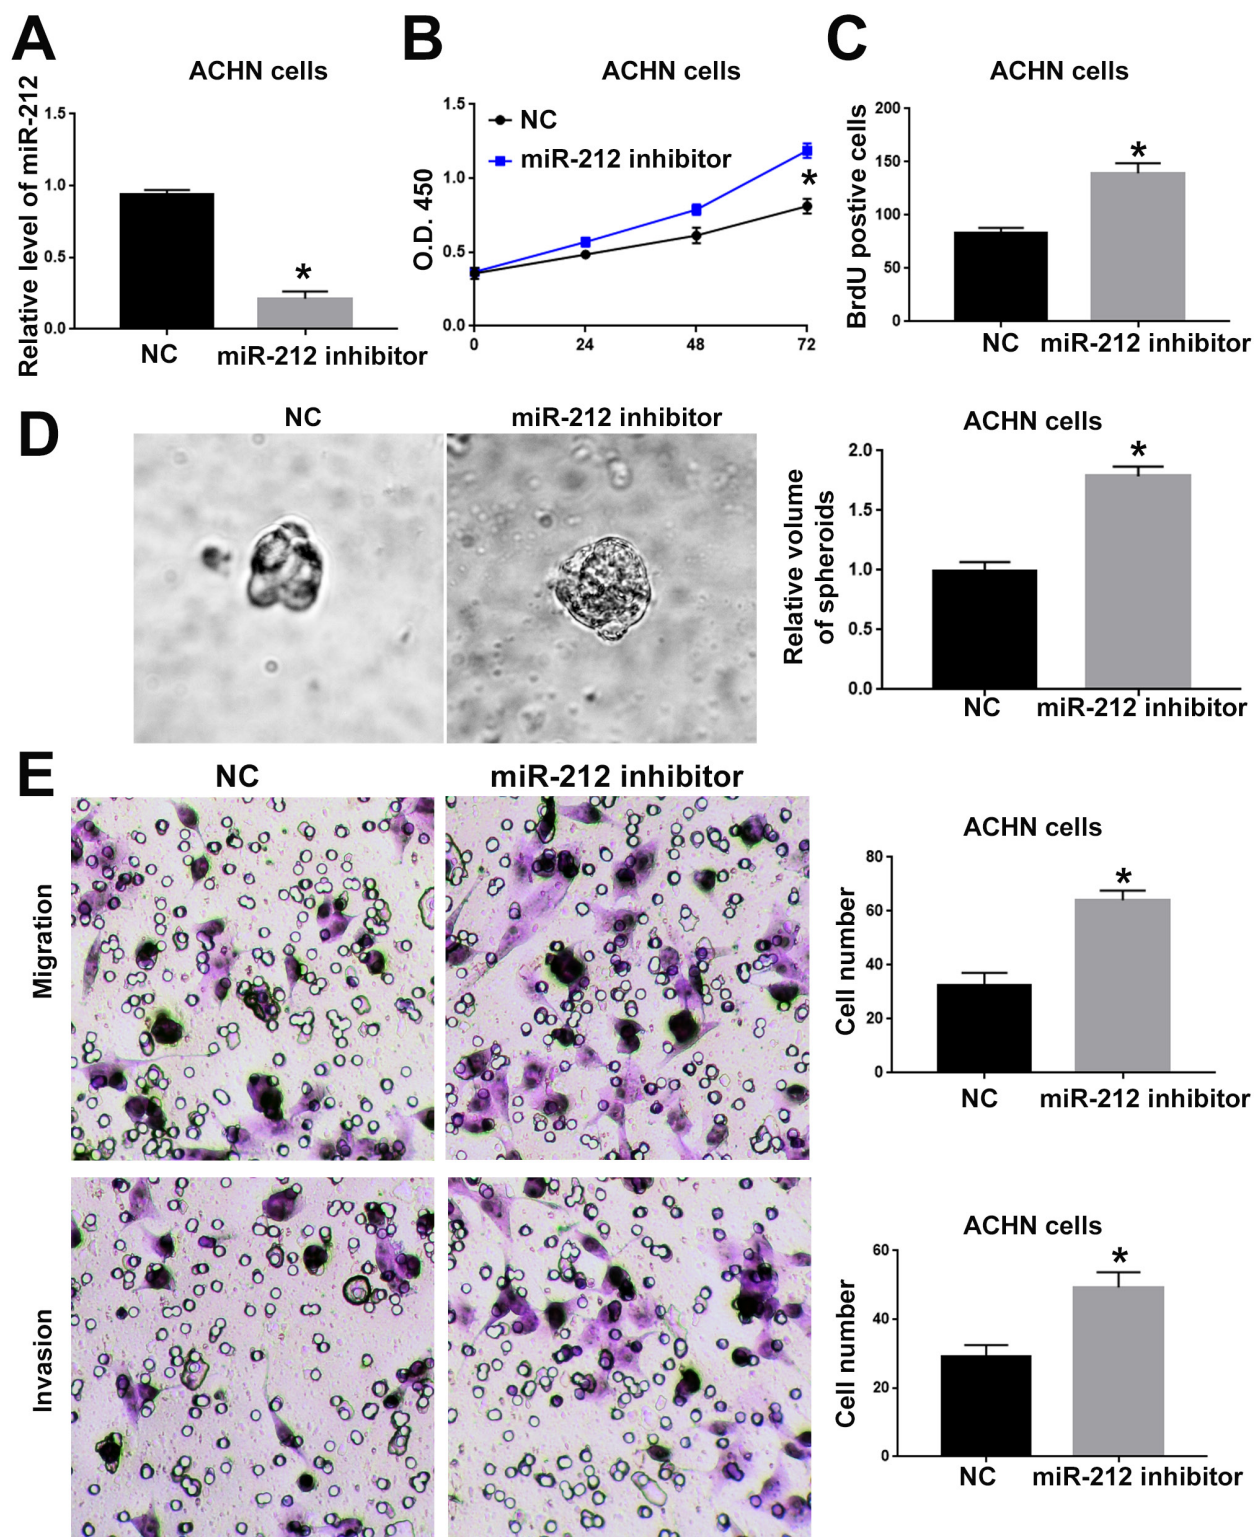 A
ACHN cells
Relative level of miR-212
1.5
1.0
0.5
0.0
*
NC
miR-212 inhibitor
B
ACHN cells
O.D. 450
1.5
1.0
0.5
0.0
NC
miR-212 inhibitor
*
0
24
48
72
C
ACHN cells
BrdU postive cells
200
150
100
50
0
*
NC
miR-212 inhibitor
D
NC
miR-212 inhibitor
ACHN cells
Relative volume
of spheroids
2.0
1.5
1.0
0.5
0.0
*
NC
miR-212 inhibitor
E
NC
miR-212 inhibitor
Migration
ACHN cells
Cell number
80
60
40
20
0
*
NC
miR-212 inhibitor
Invasion
ACHN cells
Cell number
60
40
20
0
*
NC
miR-212 inhibitor